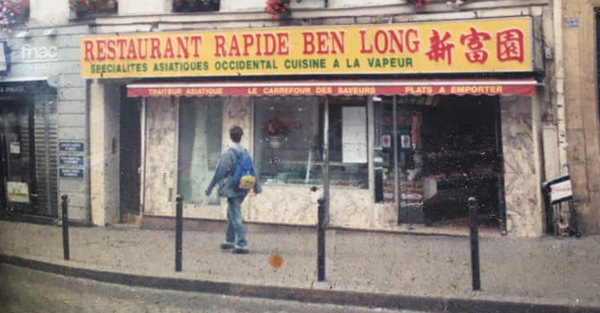 fnac
RESTAURANT RAPIDE BEN LONG 新富園
SPECIALITES ASIATIQUES OCCIDENTAL CUISINE A LA VAPEUR
TRAITEUR ASIATIQUE LE CARREFOUR DES SAVEURS PLATS A EMPORTER